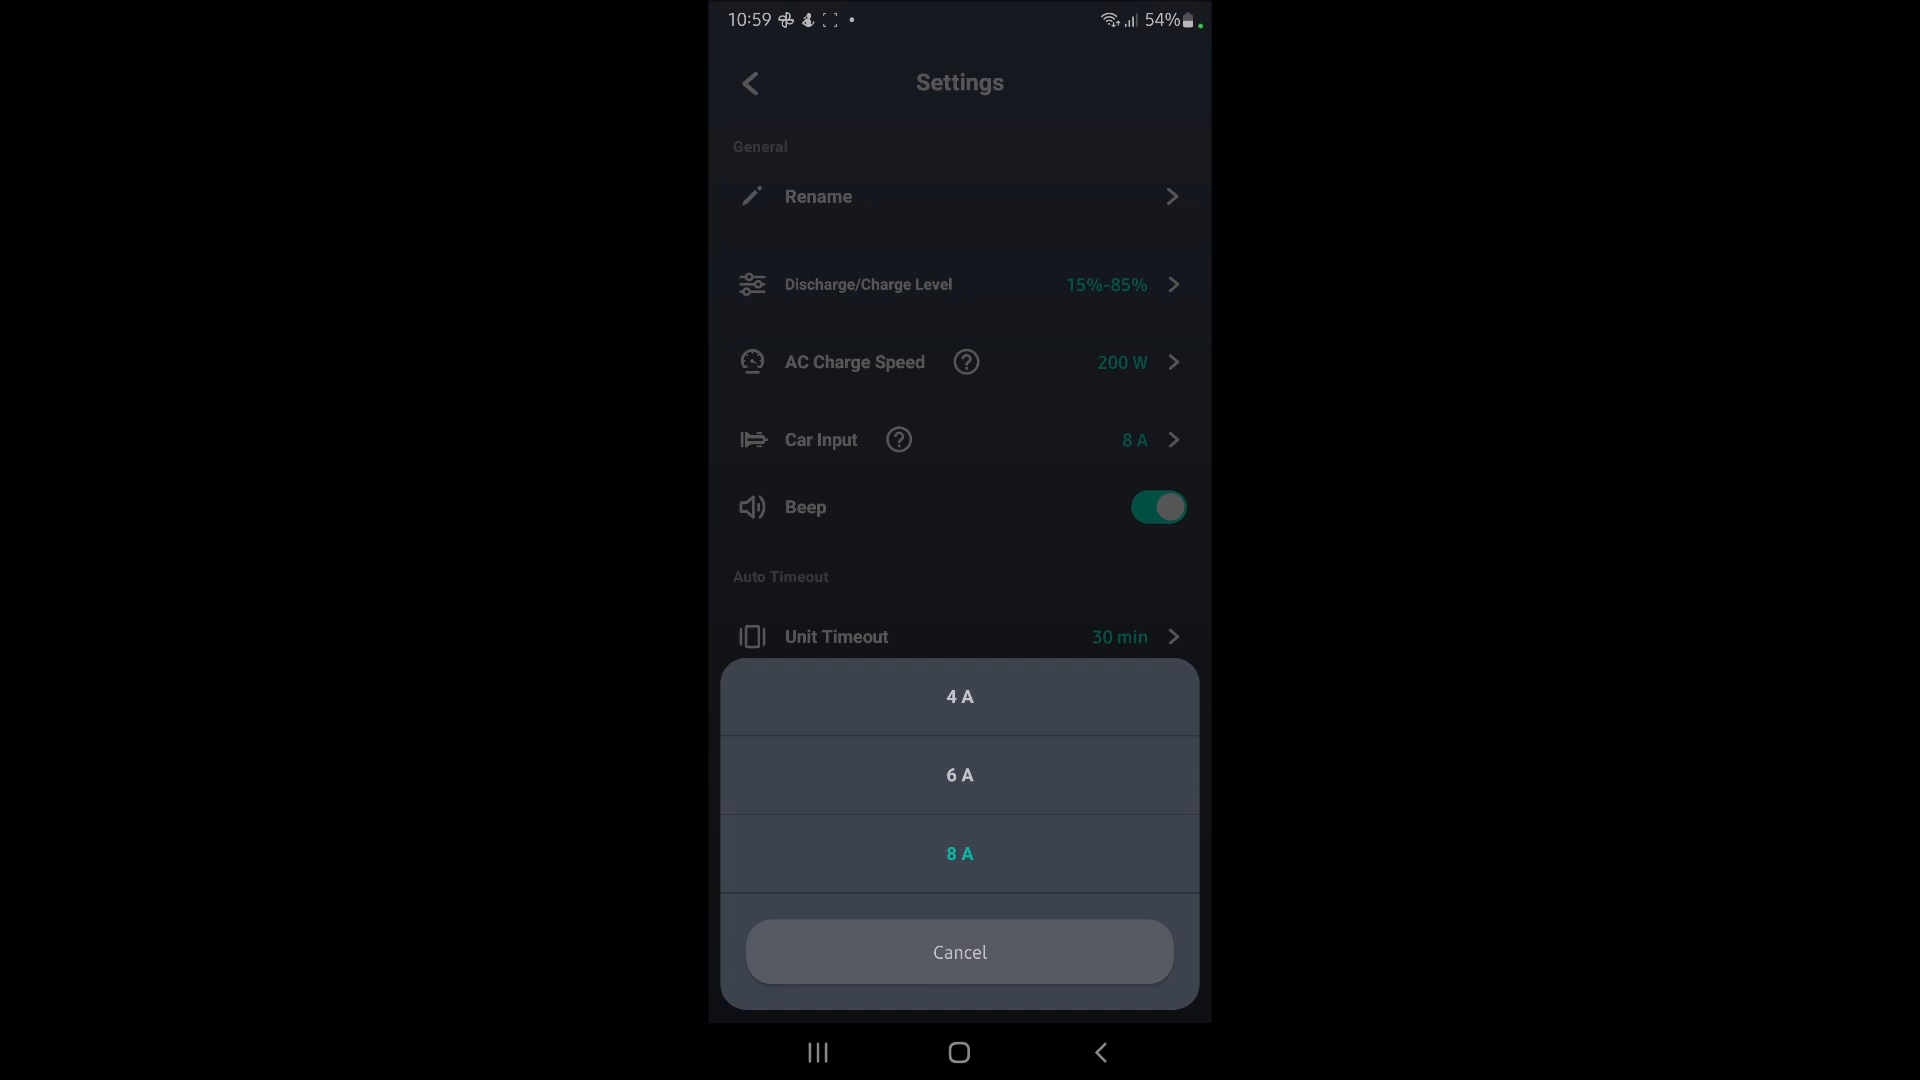 10:59 54%
Settings
General
Rename
Discharge/Charge Level 15%-85%
AC Charge Speed 200 W
Car Input 8 A
Beep
Auto Timeout
Unit Timeout 30 min
4 A
6 A
8 A
Cancel